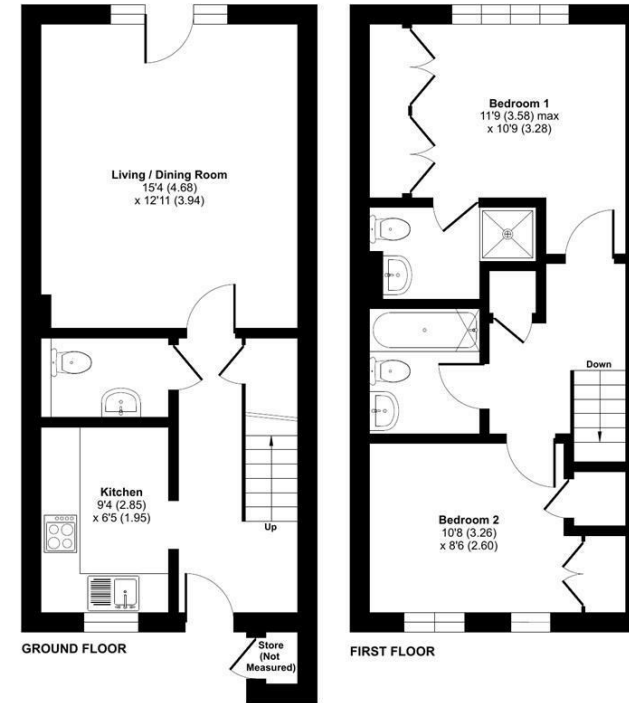 Living / Dining Room
15'4 (4.68)
x 12'11 (3.94)
Kitchen
9'4 (2.85)
x 6'5 (1.95)
Up
Store
(Not
Measured)
GROUND FLOOR
Bedroom 1
11'9 (3.58) max
x 10'9 (3.28)
Down
Bedroom 2
10'8 (3.26)
x 8'6 (2.60)
FIRST FLOOR